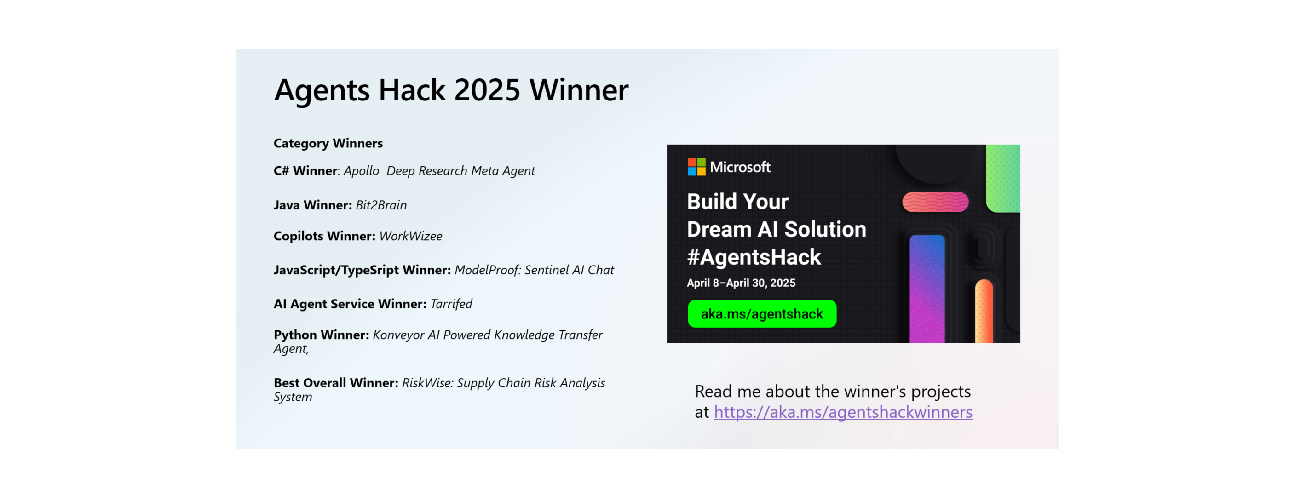 Agents Hack 2025 Winner
Category Winners
C# Winner: Apollo  Deep Research Meta Agent
Java Winner: Bit2Brain
Copilots Winner: WorkWizee
JavaScript/TypeSript Winner: ModelProof: Sentinel AI Chat
AI Agent Service Winner: Tarrifed
Python Winner: Konveyor AI Powered Knowledge Transfer
Agent,
Best Overall Winner: RiskWise: Supply Chain Risk Analysis
System
Microsoft
Build Your
Dream AI Solution
#AgentsHack
April 8–April 30, 2025
aka.ms/agentshack
Read me about the winner's projects
at https://aka.ms/agentshackwinners